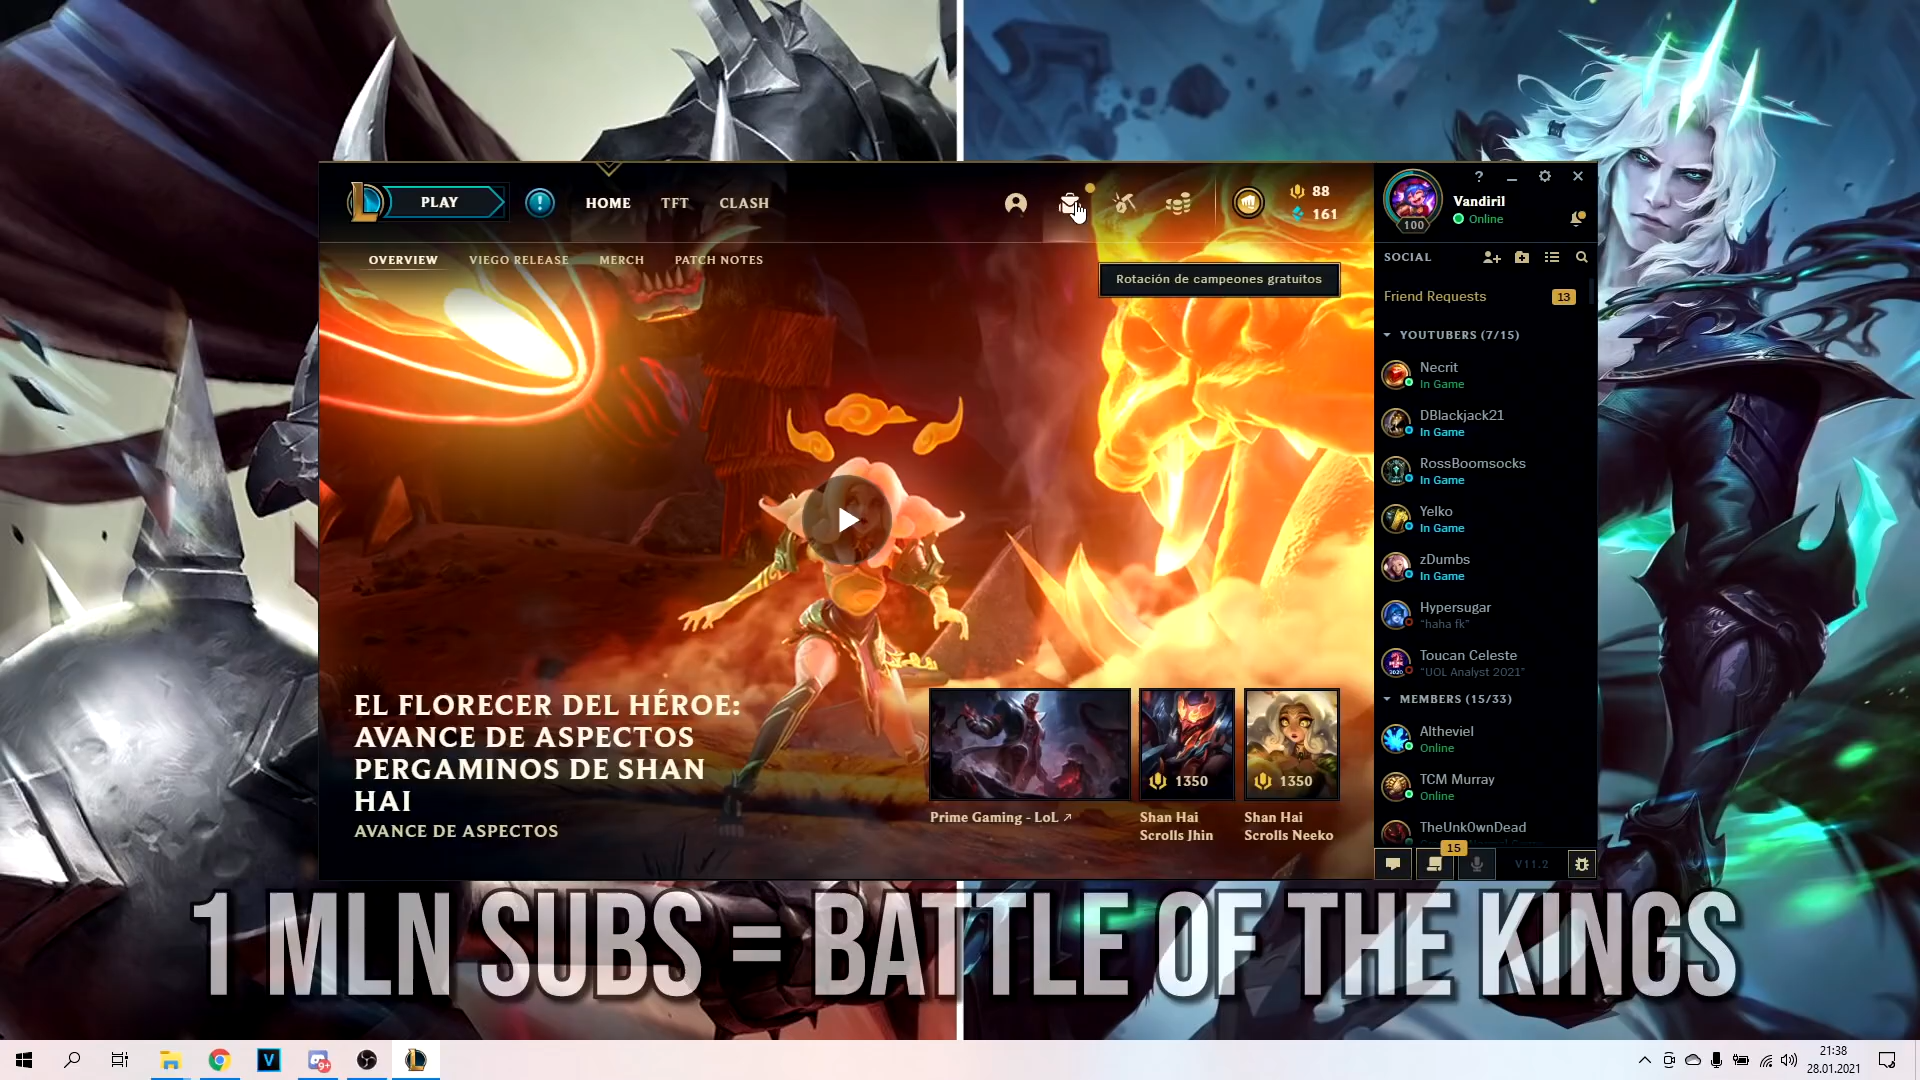 PLAY
HOME
TFT
CLASH
88
161
100
Vandiril
Online
OVERVIEW
VIEGO RELEASE
MERCH
PATCH NOTES
Rotación de campeones gratuitos
SOCIAL
Friend Requests
13
YOUTUBERS (7/15)
Necrit
In Game
DBlackjack21
In Game
RossBoomsocks
In Game
Yelko
In Game
zDumbs
In Game
Hypersugar
"haha fk"
Toucan Celeste
"UOL Analyst 2021"
MEMBERS (15/33)
Altheviel
Online
TCM Murray
Online
TheUnk0wnDead
15
V11.2
EL FLORECER DEL HÉROE:
AVANCE DE ASPECTOS
PERGAMINOS DE SHAN
HAI
AVANCE DE ASPECTOS
Prime Gaming - LoL
1350
Shan Hai
Scrolls Jhin
1350
Shan Hai
Scrolls Neeko
1 MLN SUBS = BATTLE OF THE KINGS
V
9+
21:38
28.01.2021